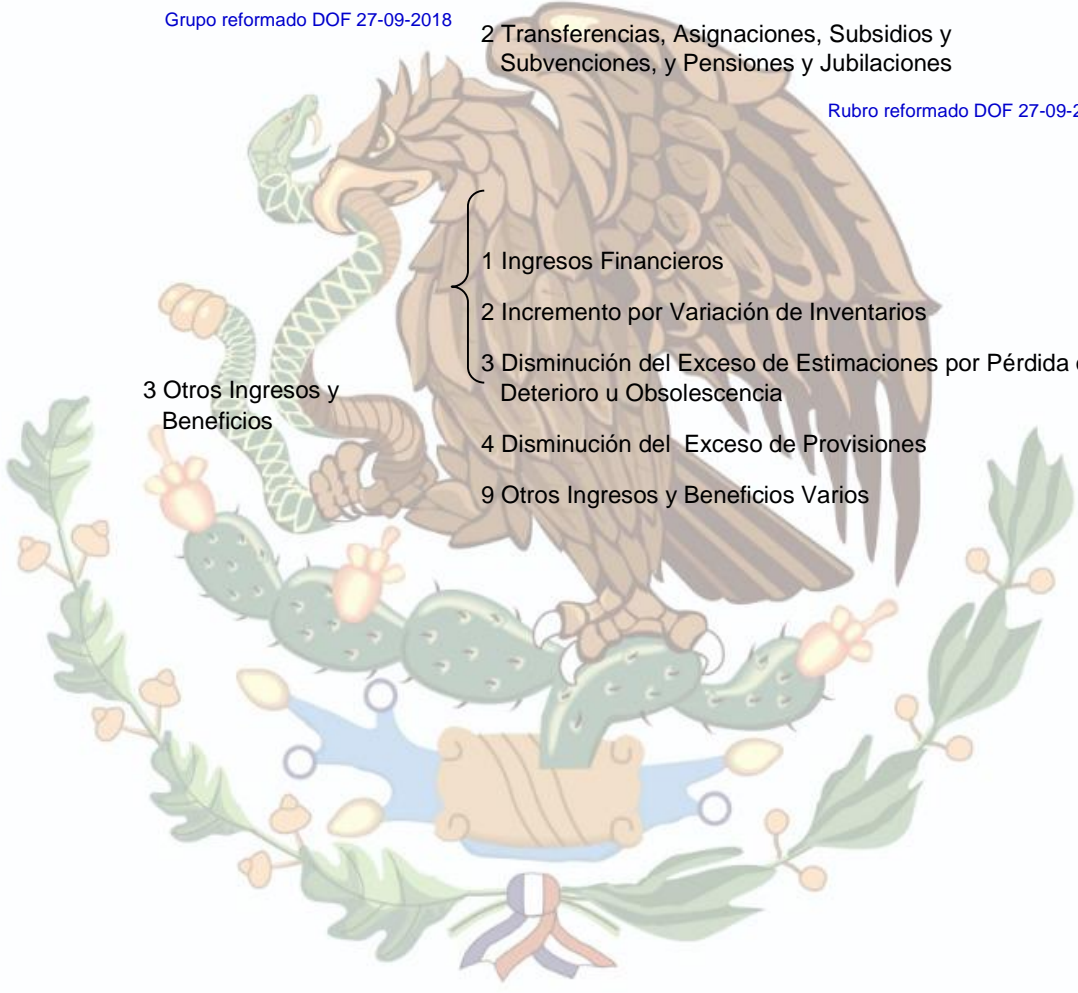 Grupo reformado DOF 27-09-2018
2 Transferencias, Asignaciones, Subsidios y
Subvenciones, y Pensiones y Jubilaciones
Rubro reformado DOF 27-09-2
1 Ingresos Financieros
2 Incremento por Variación de Inventarios
3 Disminución del Exceso de Estimaciones por Pérdida
Deterioro u Obsolescencia
3 Otros Ingresos y
Beneficios
4 Disminución del Exceso de Provisiones
9 Otros Ingresos y Beneficios Varios